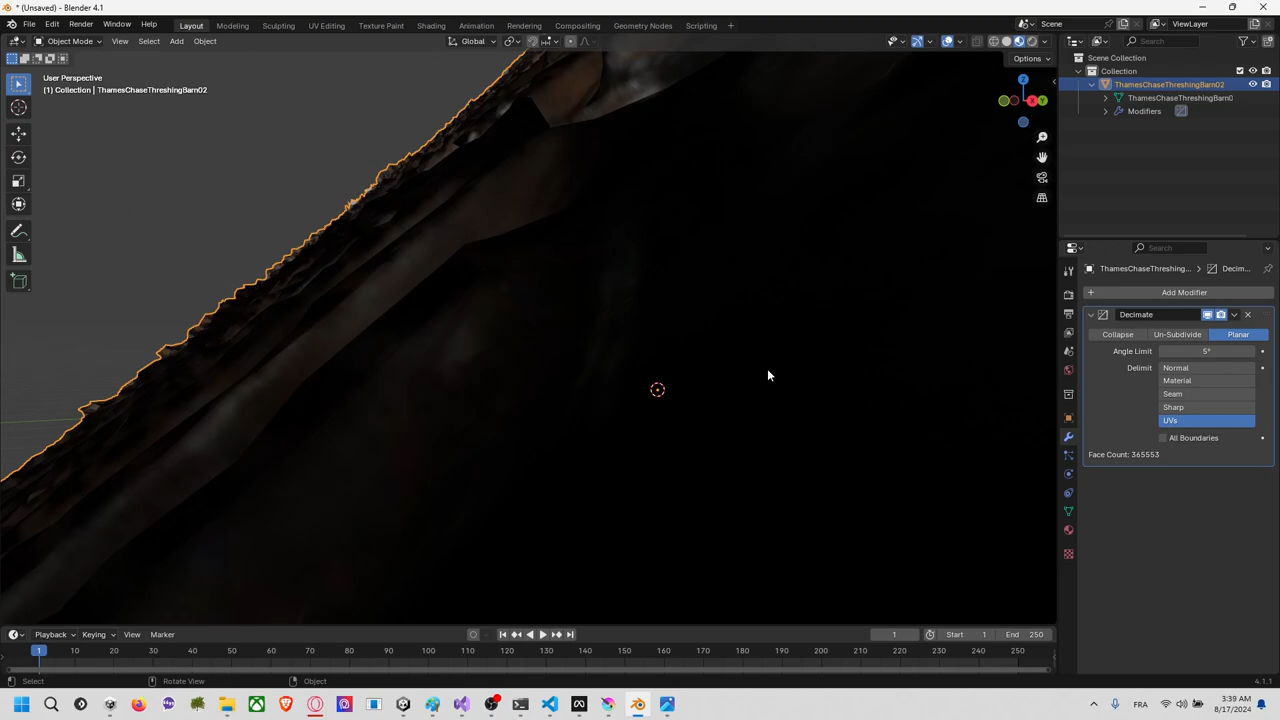 * (Unsaved) - Blender 4.1
File Edit Render Window Help Layout Modeling Sculpting UV Editing Texture Paint Shading Animation Rendering Compositing Geometry Nodes Scripting + Scene ViewLayer
Object Mode View Select Add Object Global Search
Options
User Perspective
(1) Collection | ThamesChaseThreshingBarn02
Z
X Y
Scene Collection
Collection
ThamesChaseThreshingBarn02
ThamesChaseThreshingBarn0
Modifiers
Search
ThamesChaseThreshing... > Decim...
+ Add Modifier
Decimate
Collapse Un-Subdivide Planar
Angle Limit 5°
Delimit Normal
Material
Seam
Sharp
UVs
All Boundaries
Face Count: 365553
Playback Keying View Marker 1 Start 1 End 250
1 10 20 30 40 50 60 70 80 90 100 110 120 130 140 150 160 170 180 190 200 210 220 230 240 250
Select Rotate View Object 4.1.1
FRA 3:39 AM
8/17/2024